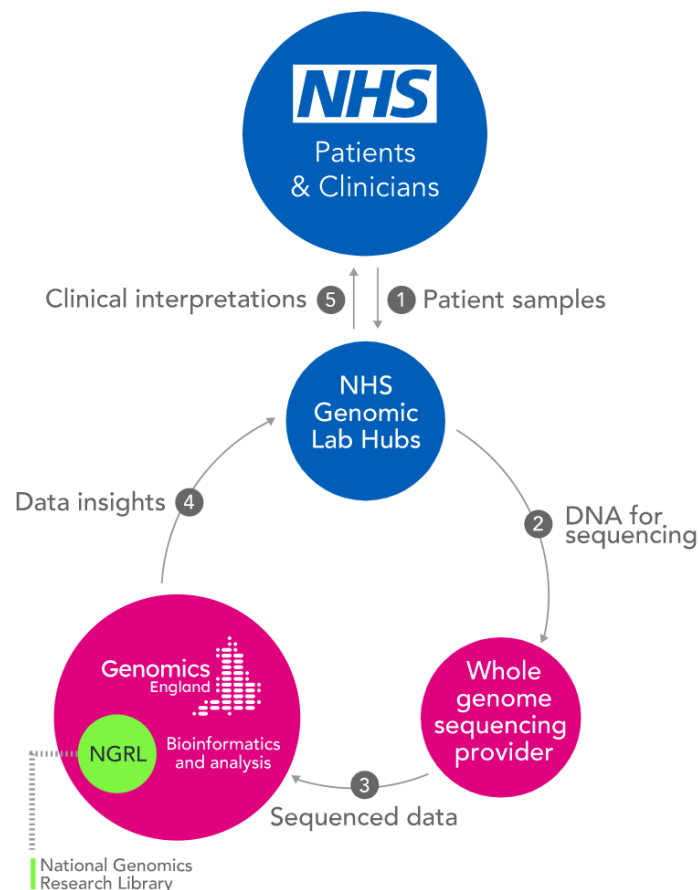 NHS
Patients
& Clinicians
Clinical interpretations 5
1 Patient samples
NHS
Genomic
Lab Hubs
Data insights 4
2 DNA for
sequencing
Genomics
England
Bioinformatics
and analysis
NGRL
Whole
genome
sequencing
provider
3
Sequenced data
National Genomics
Research Library